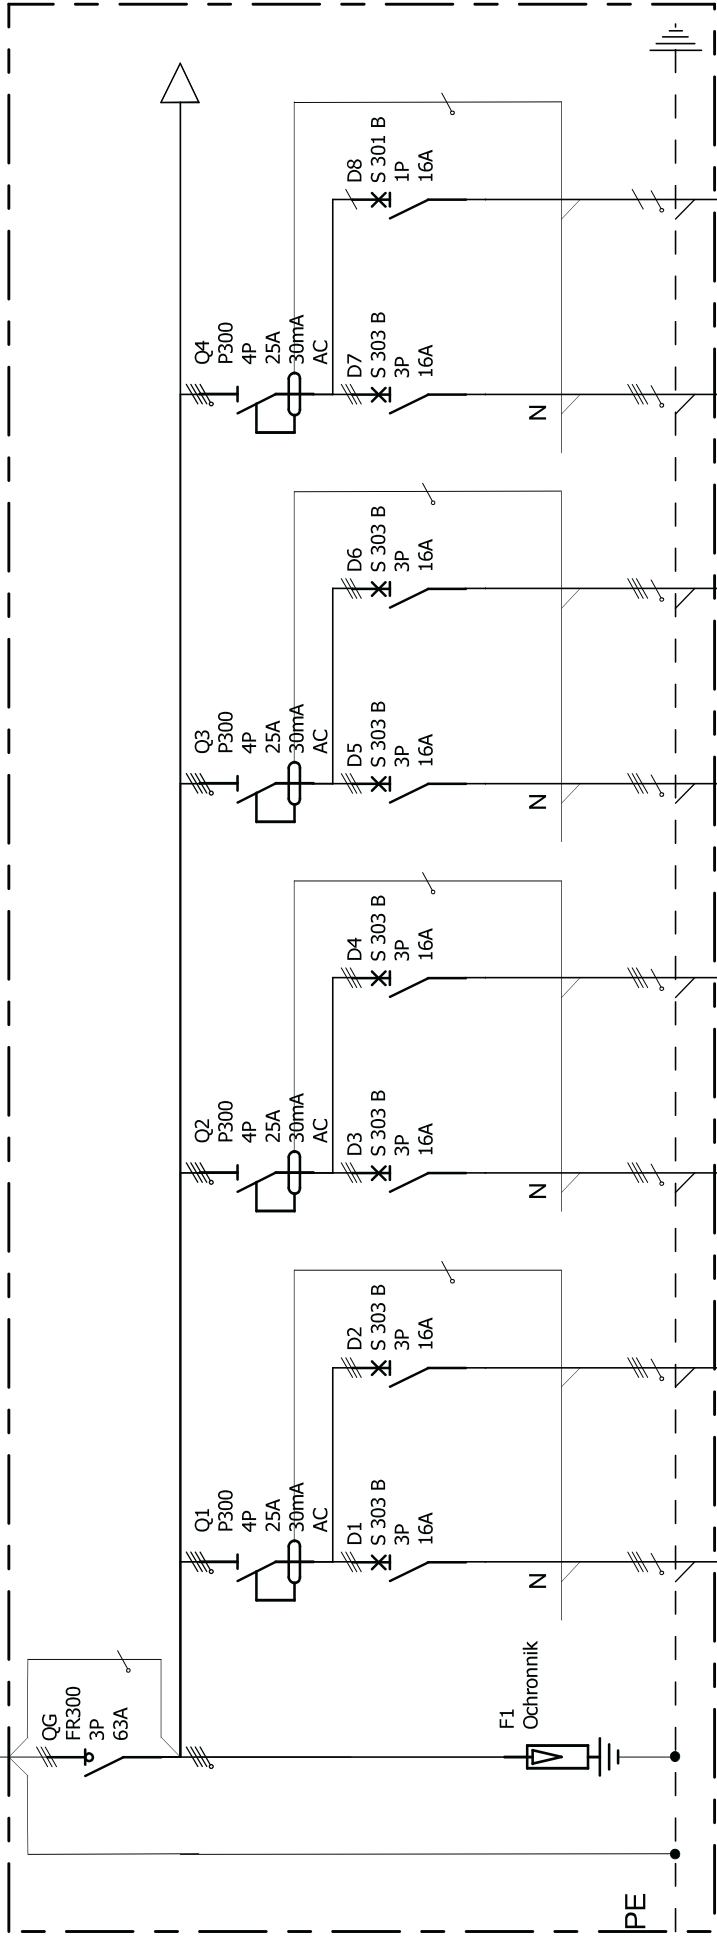 PE
QG
FR300
3P
63A
F1
Ochronnik
Q1
P300
4P
25A
30mA
AC
D1
S 303 B
3P
16A
N
D2
S 303 B
3P
16A
Q2
P300
4P
25A
30mA
AC
D3
S 303 B
3P
16A
N
D4
S 303 B
3P
16A
Q3
P300
4P
25A
30mA
AC
D5
S 303 B
3P
16A
N
D6
S 303 B
3P
16A
Q4
P300
4P
25A
30mA
AC
D7
S 303 B
3P
16A
N
D8
S 301 B
1P
16A